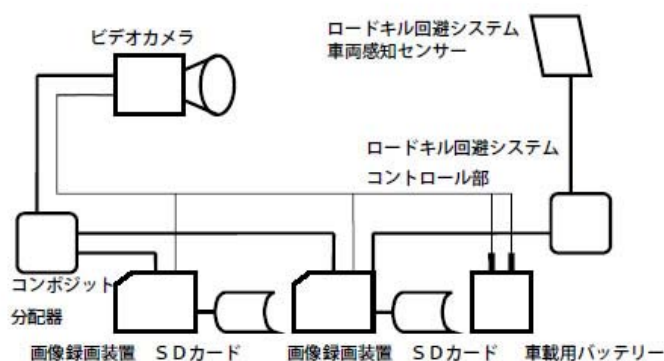 ビデオカメラ
ロードキル回避システム
車両感知センサー
ロードキル回避システム
コントロール部
コンポジット
分配器
画像録画装置 ＳＤカード 画像録画装置 ＳＤカード 車載用バッテリー